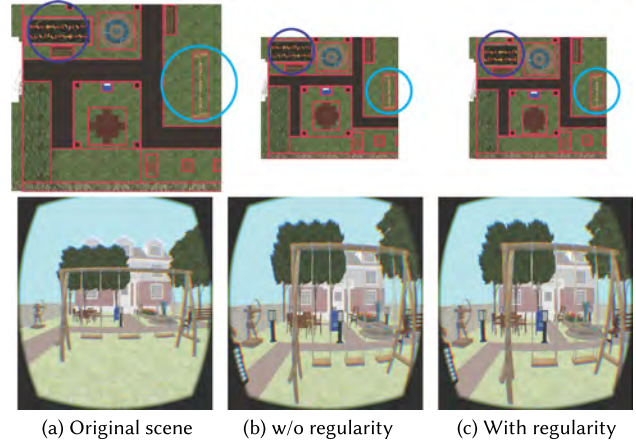 (a) Original scene
(b) w/o regularity
(c) With regularity